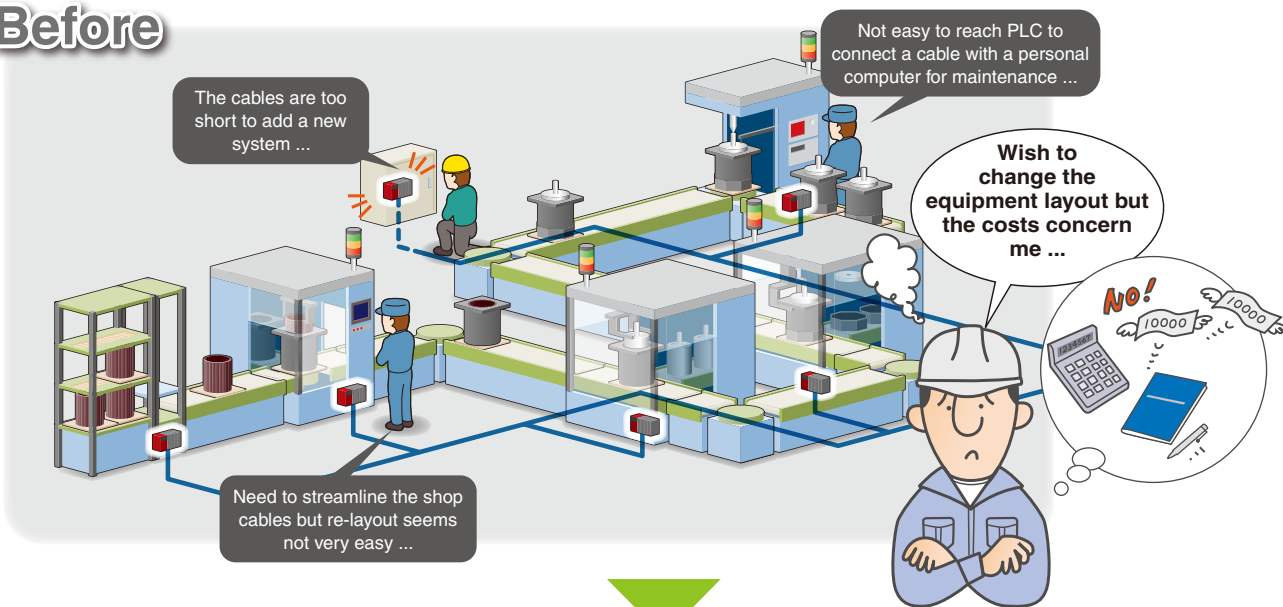 Before
Not easy to reach PLC to
connect a cable with a personal
computer for maintenance ...
The cables are too
short to add a new
system ...
Wish to
change the
equipment layout but
the costs concern
me ...
NO!
10000
1000
1234567
Need to streamline the shop
cables but re-layout seems
not very easy ...